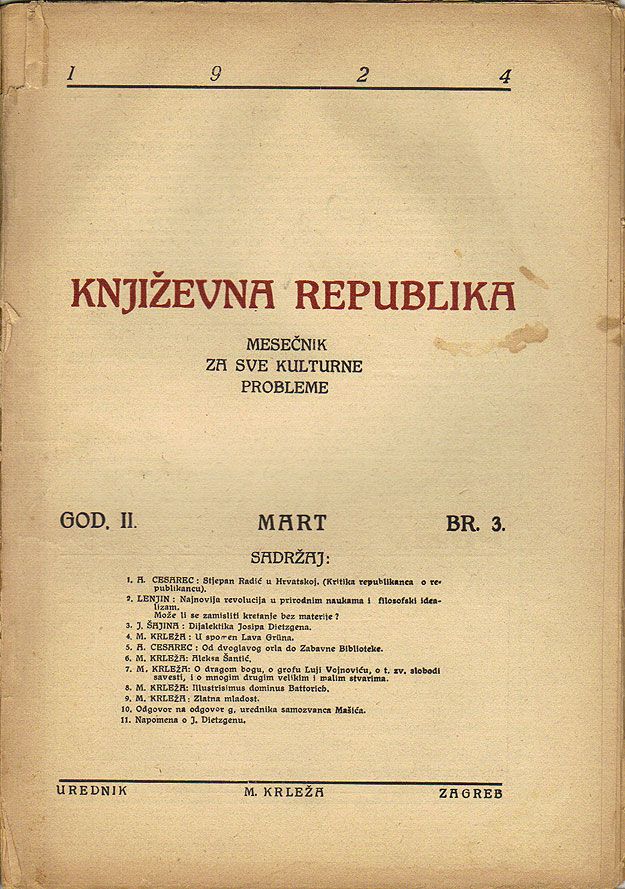 1 9 2 4
KNJIŽEVNA REPUBLIKA
MESEČNIK
ZA SVE KULTURNE
PROBLEME
GOD. II. MART BR. 3.
SADRŽAJ:
1. A. CESAREC : Stjepan Radić u Hrvatskoj. (Kritika republikanca o re-
publikancu).
2. LENJIN : Najnovija revolucija u prirodnim naukama i filosofski idea-
lizam.
Može li se zamisliti kretanje bez materije ?
3. J. ŠAJINA : Dijalektika Josipa Dietzgena.
4. M. KRLEŽA : U spomen Lava Grüna.
5. A. CESAREC : Od dvoglavog orla do Zabavne Biblioteke.
6. M. KRLEŽA: Aleksa Šantić.
7. M. KRLEŽA: O dragom bogu, o grofu Luji Vojnoviću, o t. zv. slobodi
savesti, i o mnogim drugim velikim i malim stvarima.
8. M. KRLEŽA: Illustrisimus dominus Battorich.
9. M. KRLEŽA : Zlatna mladost.
10. Odgovor na odgovor g. urednika samozvanca Mašića.
11. Napomena o J. Dietzgenu.
UREDNIK M. KRLEŽA ZAGREB